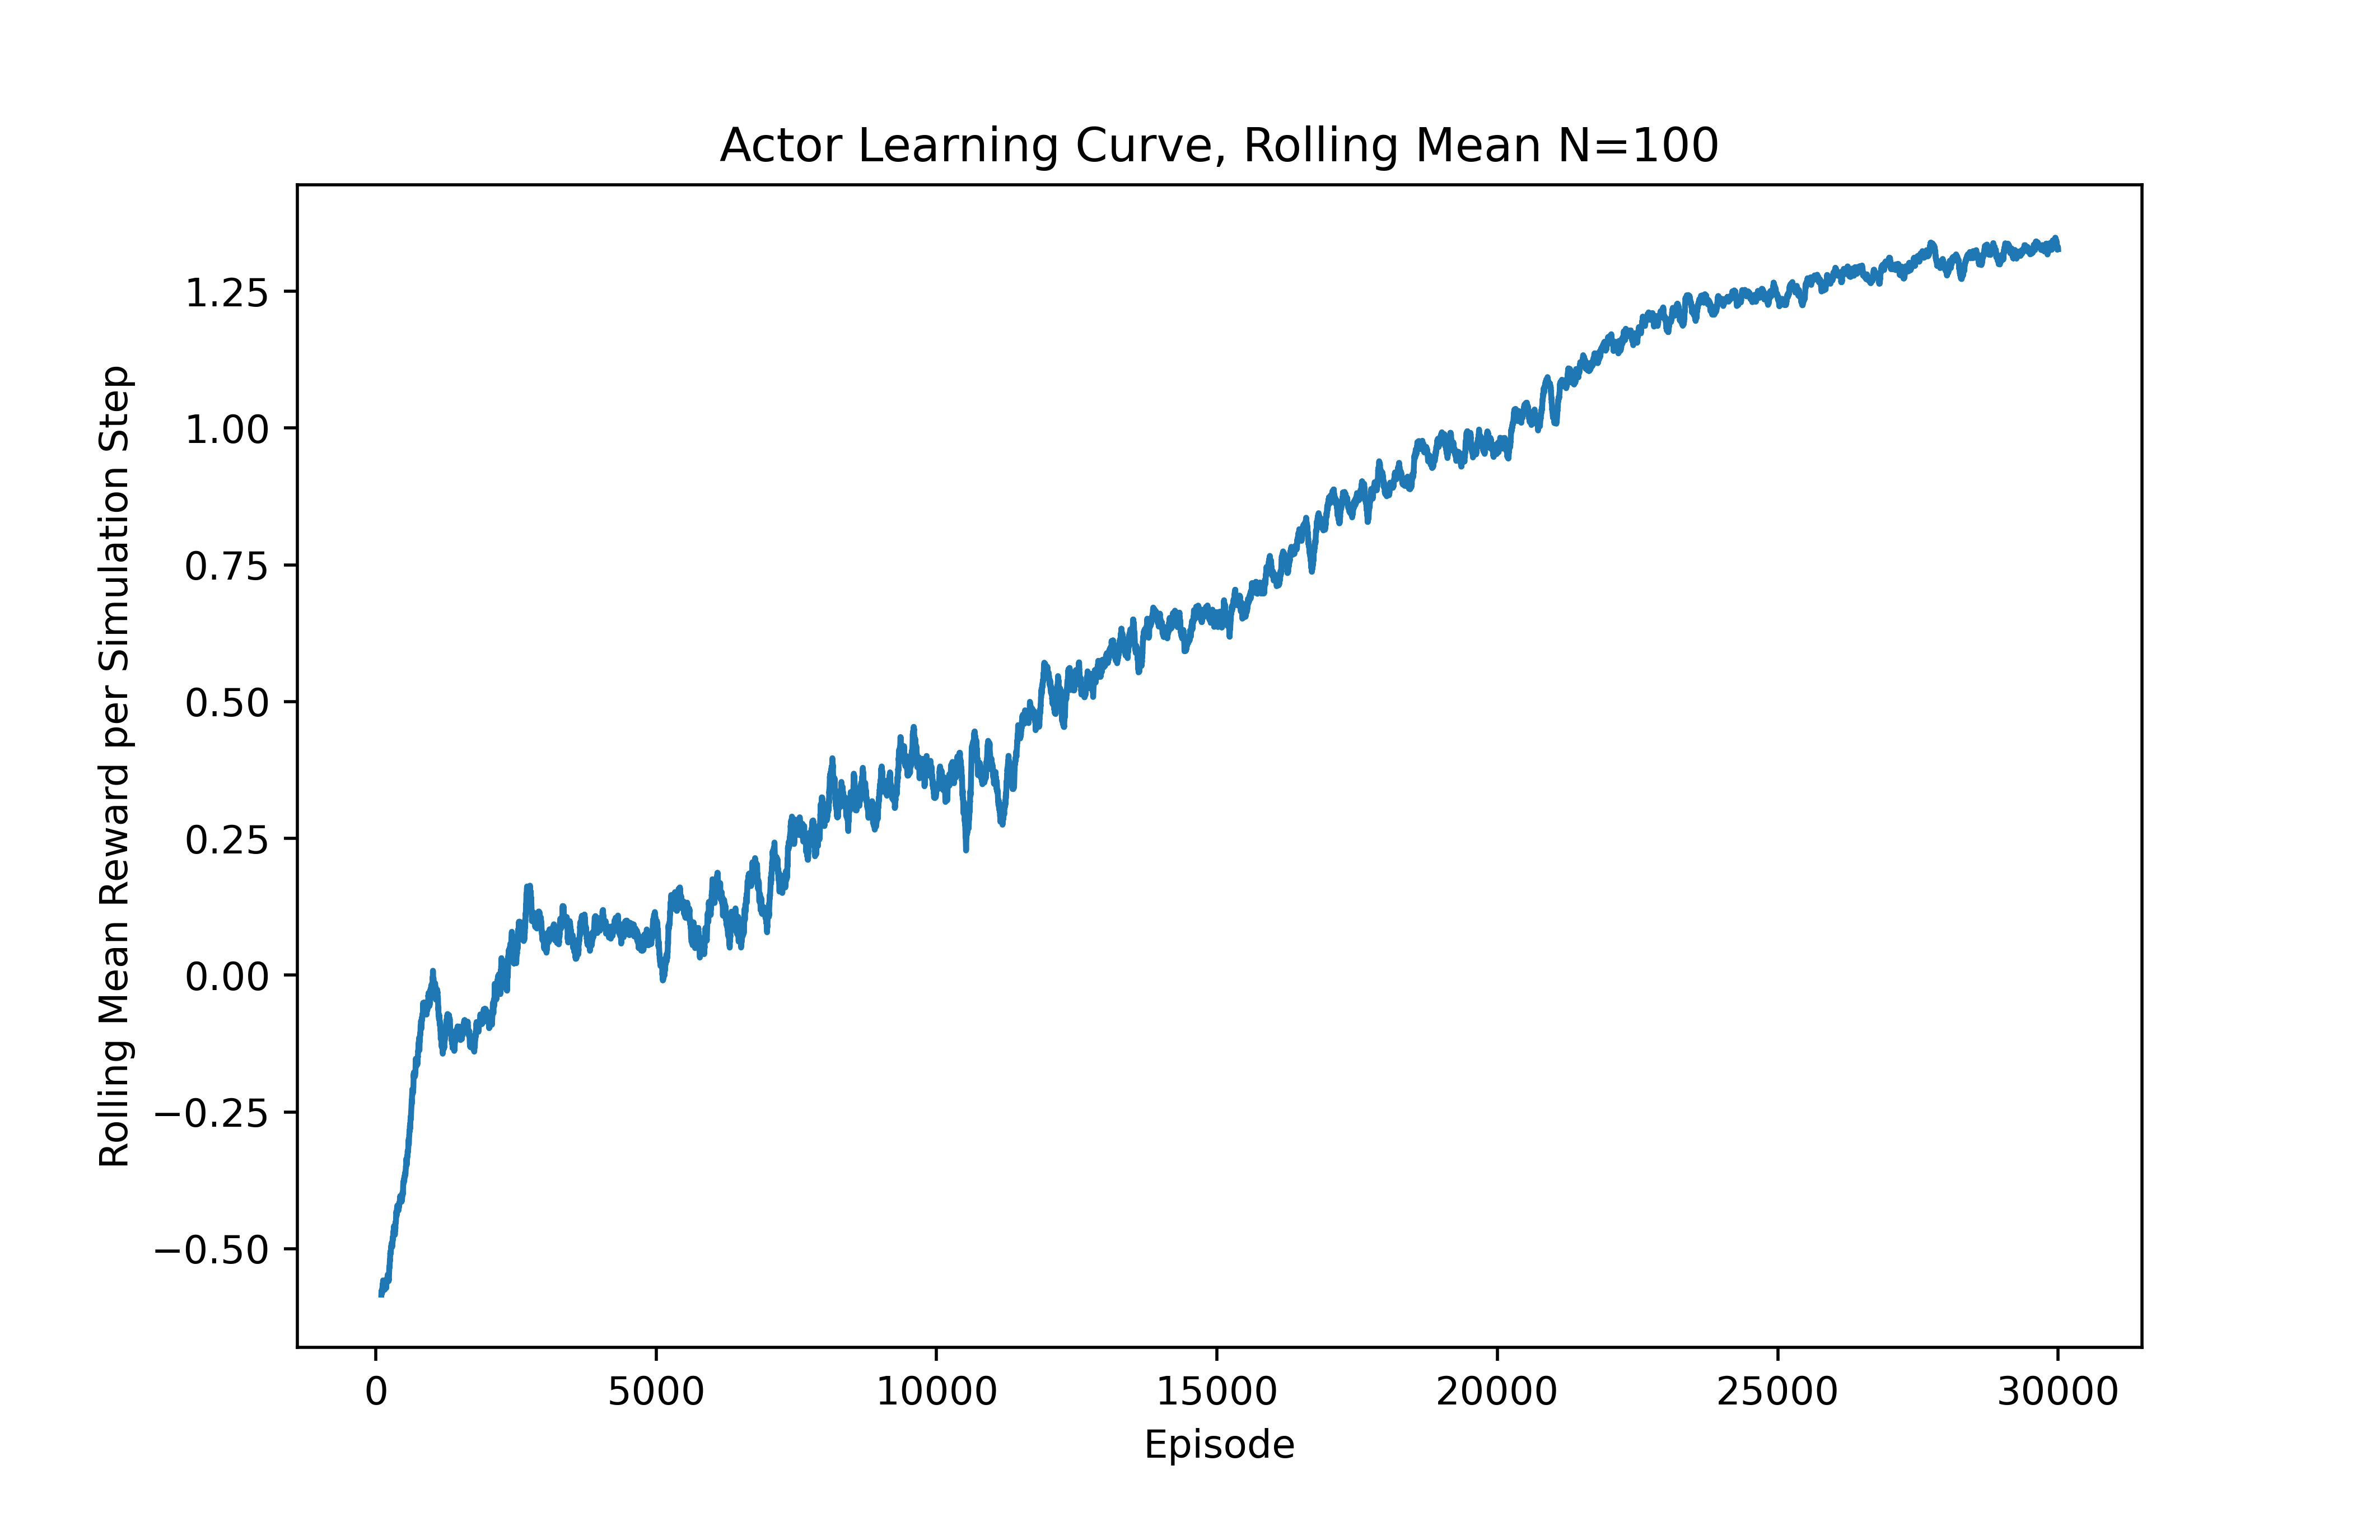 Actor Learning Curve, Rolling Mean N=100
Rolling Mean Reward per Simulation Step
1.25
1.00
0.75
0.50
0.25
0.00
−0.25
−0.50
0 5000 10000 15000 20000 25000 30000
Episode